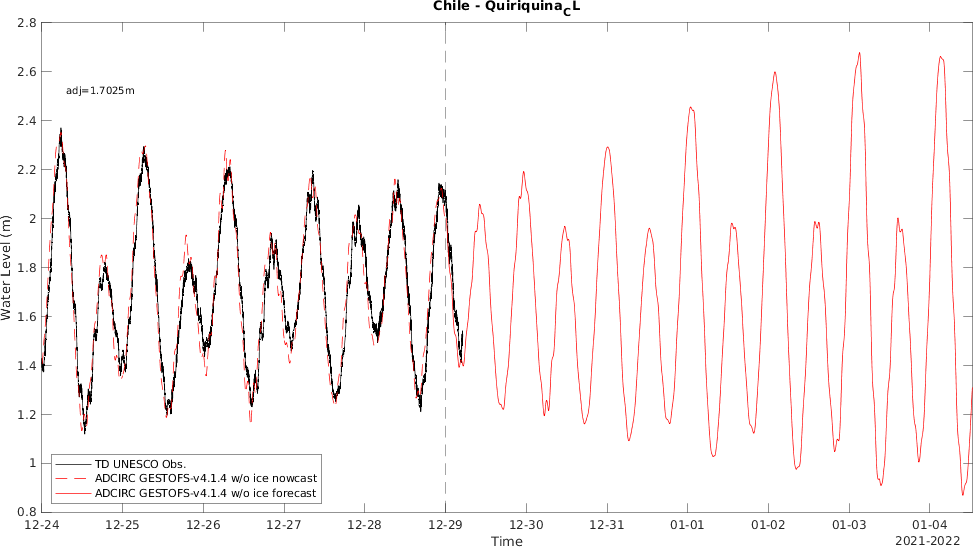 Chile - Quiriquina_CL
2.8
2.6
adj=1.7025m
2.4
2.2
2
1.8
Water Level (m)
1.6
1.4
1.2
1
0.8
TD UNESCO Obs.
ADCIRC GESTOFS-v4.1.4 w/o ice nowcast
ADCIRC GESTOFS-v4.1.4 w/o ice forecast
12-24 12-25 12-26 12-27 12-28 12-29 12-30 12-31 01-01 01-02 01-03 01-04
Time
2021-2022